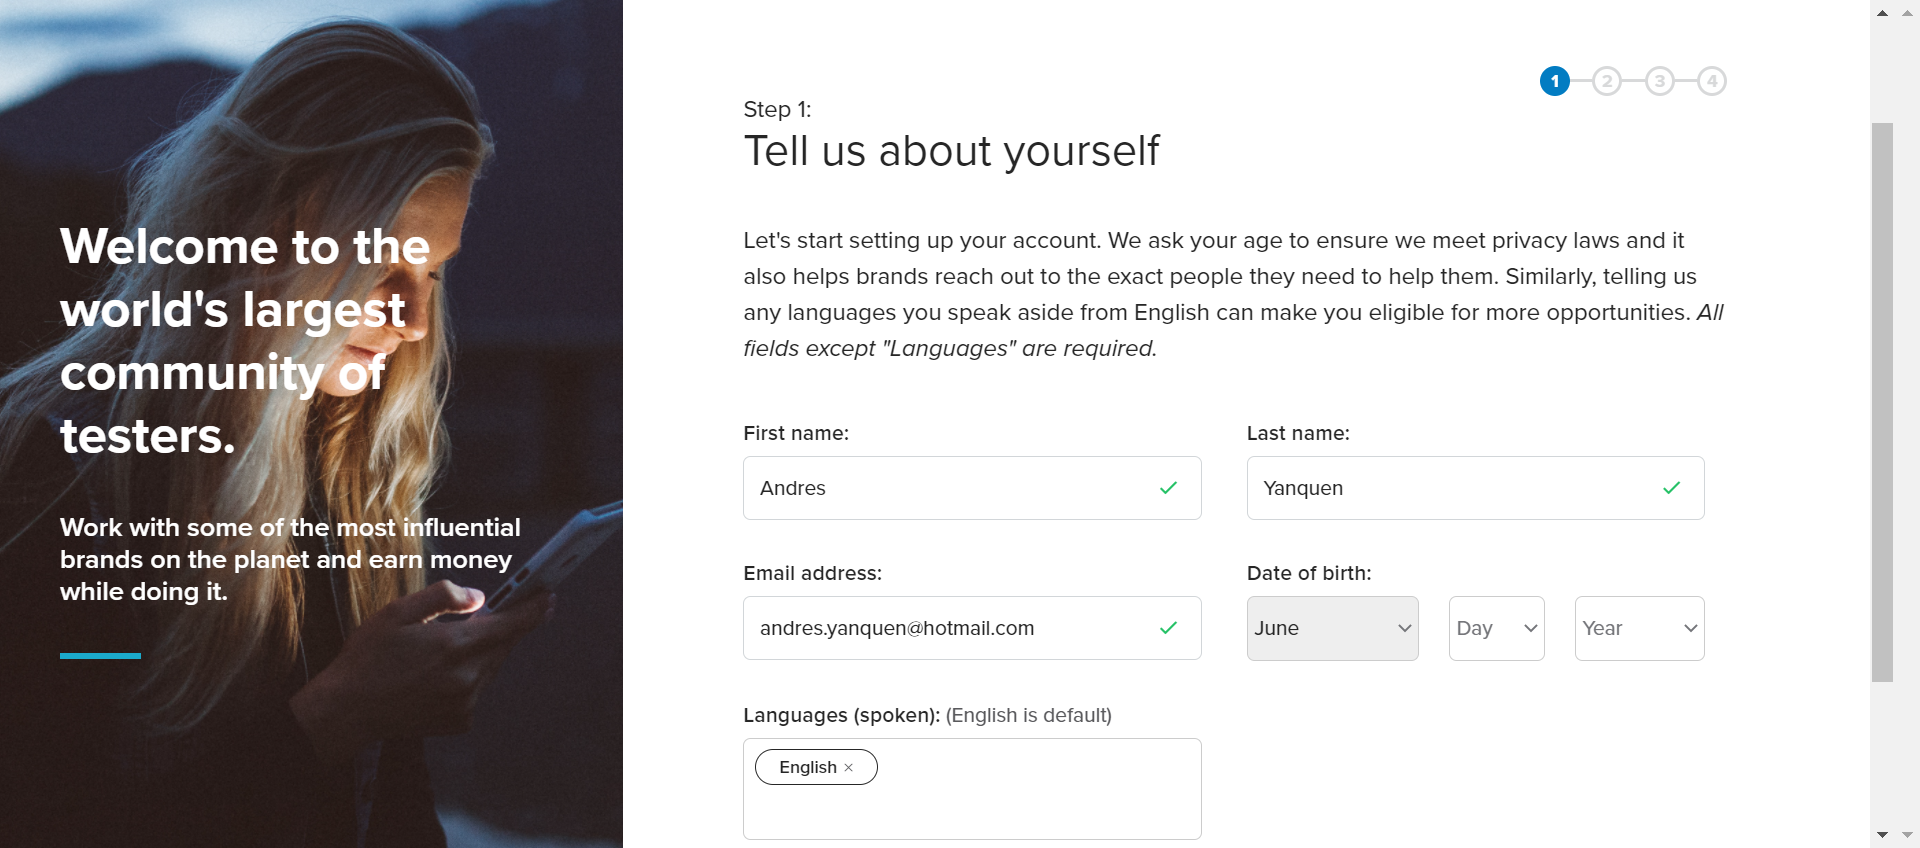 Welcome to the
world's largest
community of
testers.
Work with some of the most influential
brands on the planet and earn money
while doing it.
1 2 3 4
Step 1:
Tell us about yourself
Let's start setting up your account. We ask your age to ensure we meet privacy laws and it
also helps brands reach out to the exact people they need to help them. Similarly, telling us
any languages you speak aside from English can make you eligible for more opportunities. All
fields except "Languages" are required.
First name:
Last name:
Andres
Yanquen
Email address:
Date of birth:
andres.yanquen@hotmail.com
June
Day
Year
Languages (spoken): (English is default)
English ×